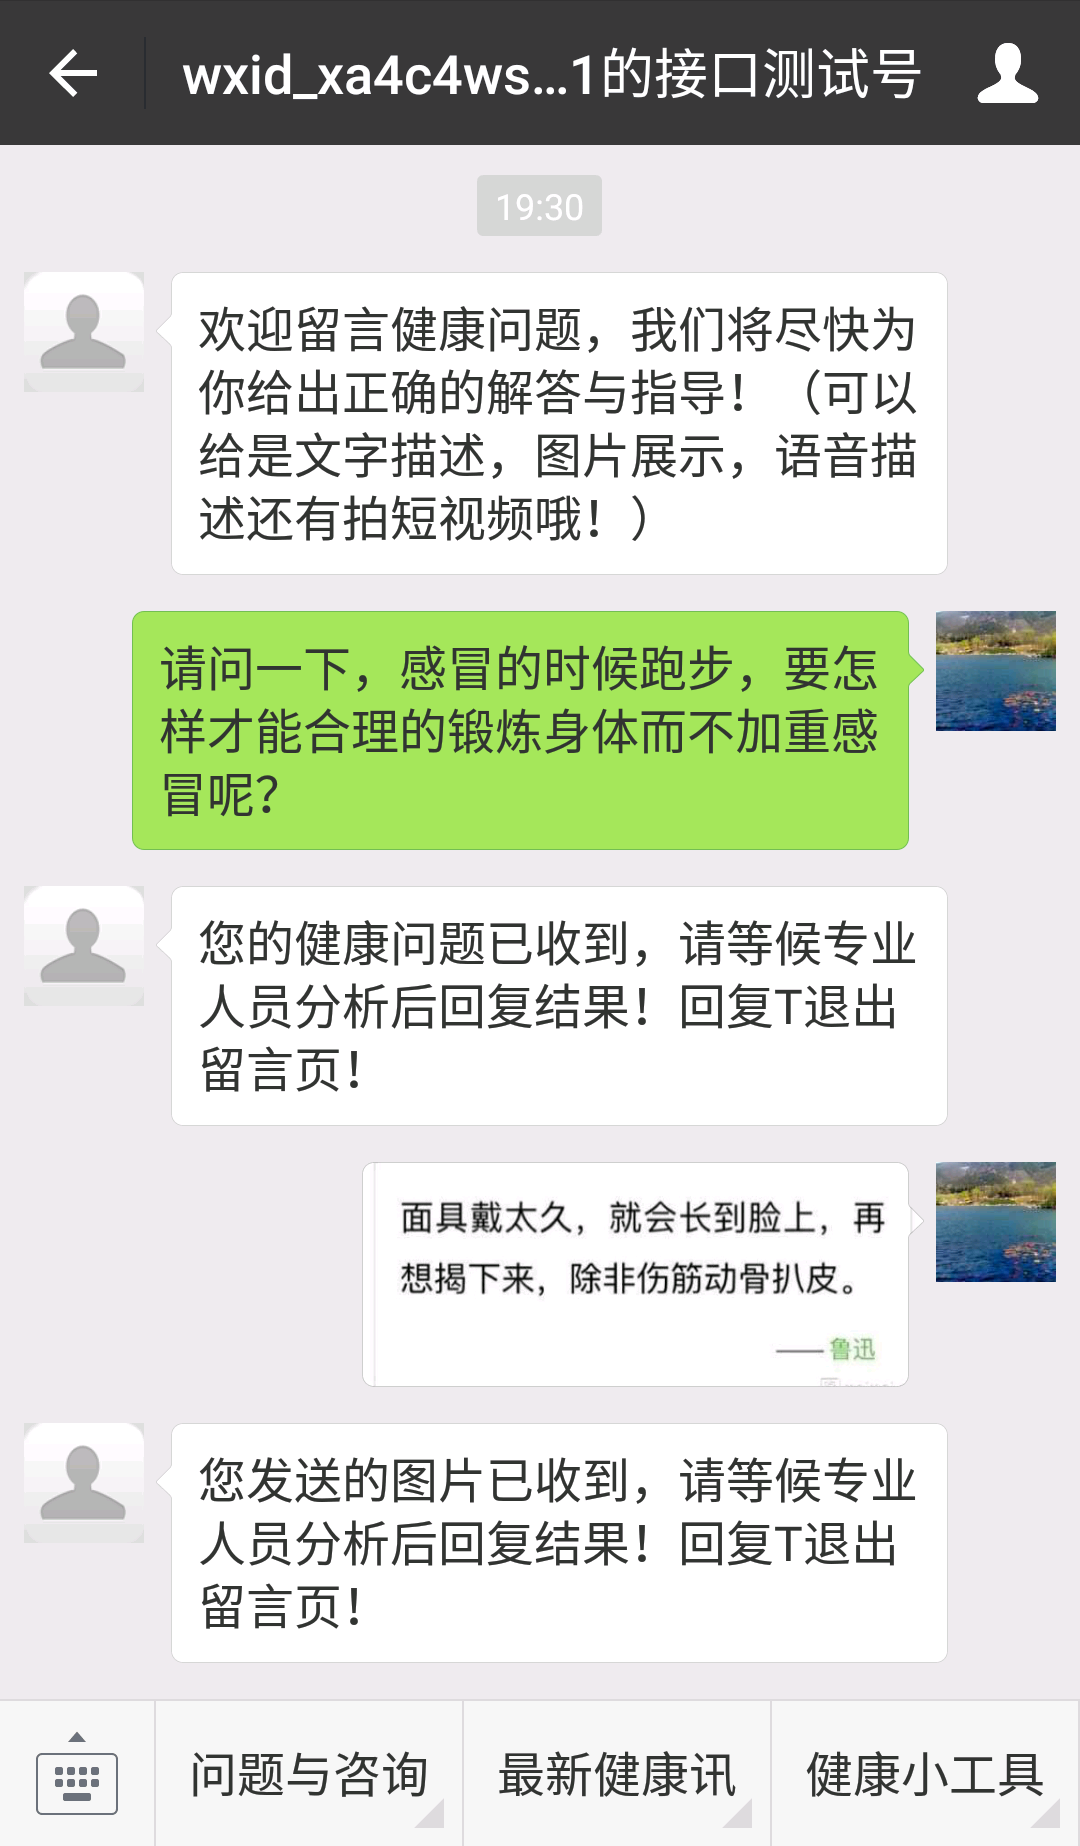 wxid_xa4c4ws...1的接口测试号
19:30
欢迎留言健康问题，我们将尽快为
你给出正确的解答与指导！（可以
给是文字描述，图片展示，语音描
述还有拍短视频哦！）
请问一下，感冒的时候跑步，要怎
样才能合理的锻炼身体而不加重感
冒呢？
您的健康问题已收到，请等候专业
人员分析后回复结果！回复T退出
留言页！
面具戴太久，就会长到脸上，再
想揭下来，除非伤筋动骨扒皮。
——鲁迅
您发送的图片已收到，请等候专业
人员分析后回复结果！回复T退出
留言页！
问题与咨询
最新健康讯
健康小工具